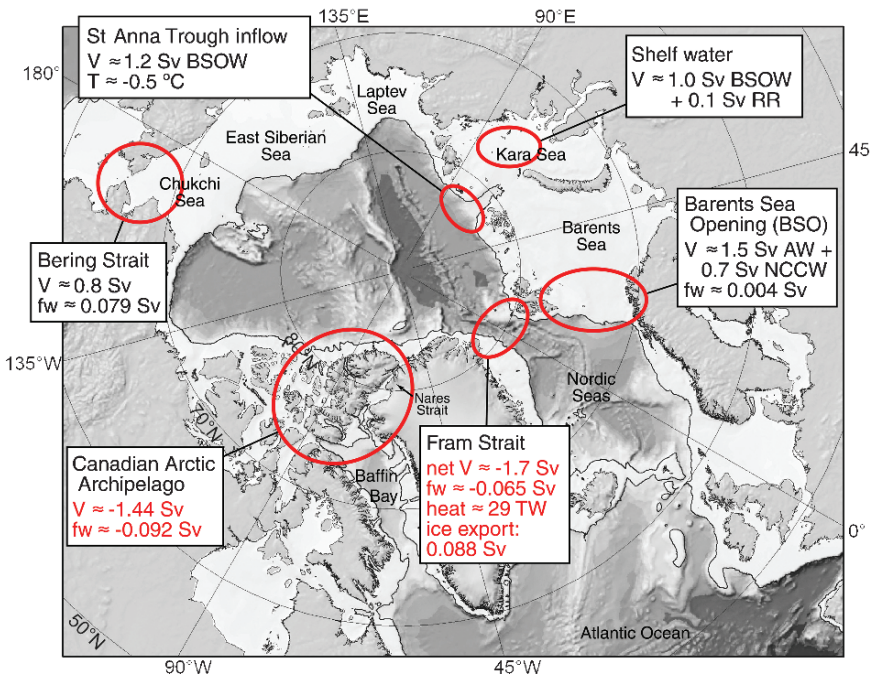 135°E
90°E
St Anna Trough inflow
V ≈1.2 Sv BSOW
T ≈ -0.5 ºC
Shelf water
V ≈1.0 Sv BSOW
+ 0.1 Sv RR
180°
Laptev
Sea
East Siberian
Sea
Kara Sea
45
Chukchi
Sea
Barents
Sea
Barents Sea
Opening (BSO)
V ≈1.5 Sv AW +
0.7 Sv NCCW
fw ≈ 0.004 Sv
Bering Strait
V ≈0.8 Sv
fw ≈ 0.079 Sv
80°N
135°W
70°N
Nares
Strait
Nordic
Seas
Canadian Arctic
Archipelago
V ≈ -1.44 Sv
fw ≈ -0.092 Sv
Baffin
Bay
Fram Strait
net V ≈ -1.7 Sv
fw ≈ -0.065 Sv
heat ≈ 29 TW
ice export:
0.088 Sv
0°
50°N
Atlantic Ocean
90°W
45°W